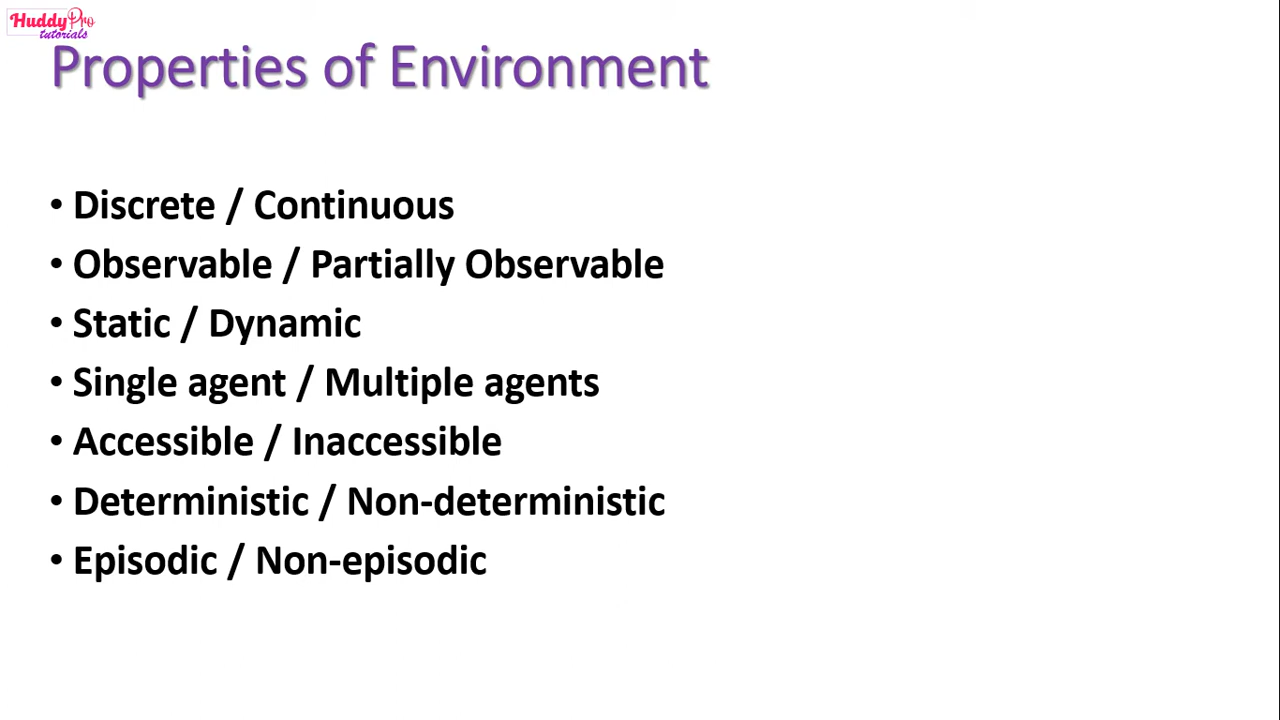 HuddyPro
tutorials
Properties of Environment
• Discrete / Continuous
• Observable / Partially Observable
• Static / Dynamic
• Single agent / Multiple agents
• Accessible / Inaccessible
• Deterministic / Non-deterministic
• Episodic / Non-episodic